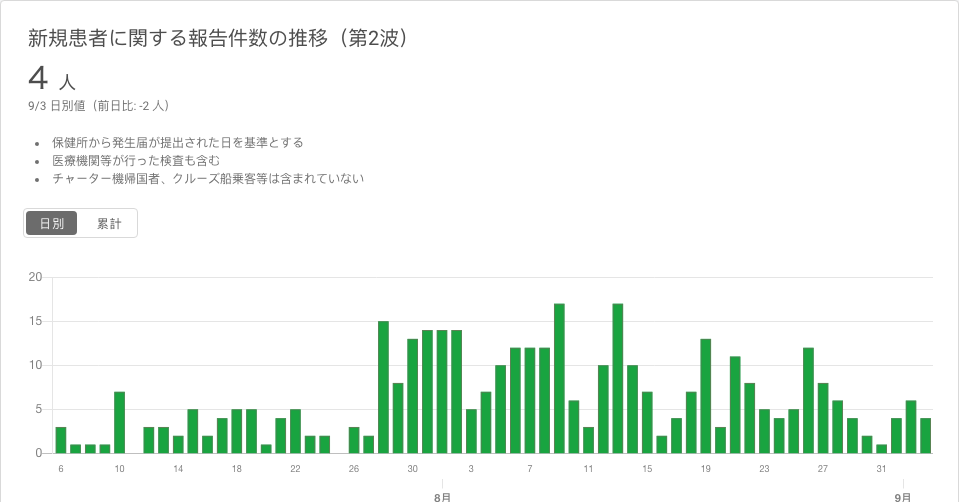 新規患者に関する報告件数の推移（第2波）
4 人
9/3 日別値（前日比: -2 人）
保健所から発生届が提出された日を基準とする
医療機関等が行った検査も含む
チャーター機帰国者、クルーズ船乗客等は含まれていない
日別 累計
20
15
10
5
0
6 10 14 18 22 26 30 3 7 11 15 19 23 27 31
8月 9月